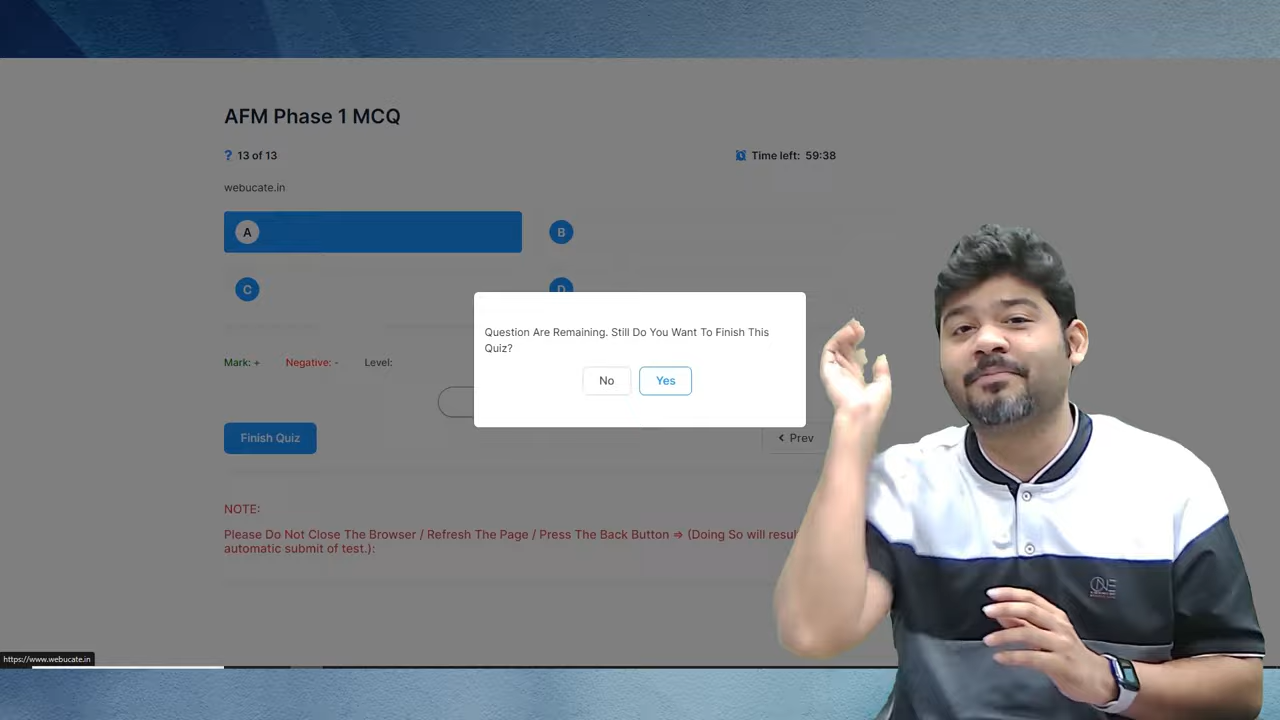 AFM Phase 1 MCQ
? 13 of 13
Time left: 59:38
webucate.in
A
B
C
D
Question Are Remaining. Still Do You Want To Finish This
Quiz?
No
Yes
Mark: +
Negative: -
Level:
Finish Quiz
Prev
NOTE:
Please Do Not Close The Browser / Refresh The Page / Press The Back Button => (Doing So will resul
automatic submit of test.):
https://www.webucate.in
ONE